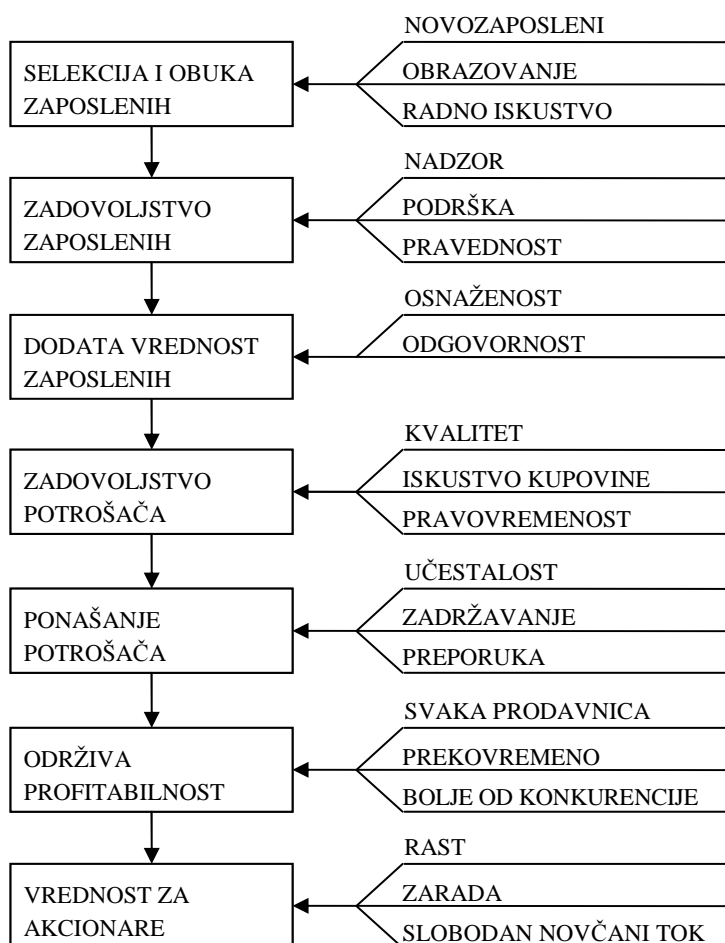 NOVOZAPOSLENI
SELEKCIJA I OBUKA
ZAPOSLENIH
OBRAZOVANJE
RADNO ISKUSTVO
NADZOR
ZADOVOLJSTVO
ZAPOSLENIH
PODRŠKA
PRAVEDNOST
OSNAŽENOST
DODATA VREDNOST
ZAPOSLENIH
ODGOVORNOST
KVALITET
ZADOVOLJSTVO
POTROŠAČA
ISKUSTVO KUPOVINE
PRAVOVREMENOST
UČESTALOST
PONAŠANJE
POTROŠAČA
ZADRŽAVANJE
PREPORUKA
SVAKA PRODAVNICA
ODRŽIVA
PROFITABILNOST
PREKOVREMENO
BOLJE OD KONKURENCIJE
RAST
VREDNOST ZA
AKCIONARE
ZARADA
SLOBODAN NOVČANI TOK